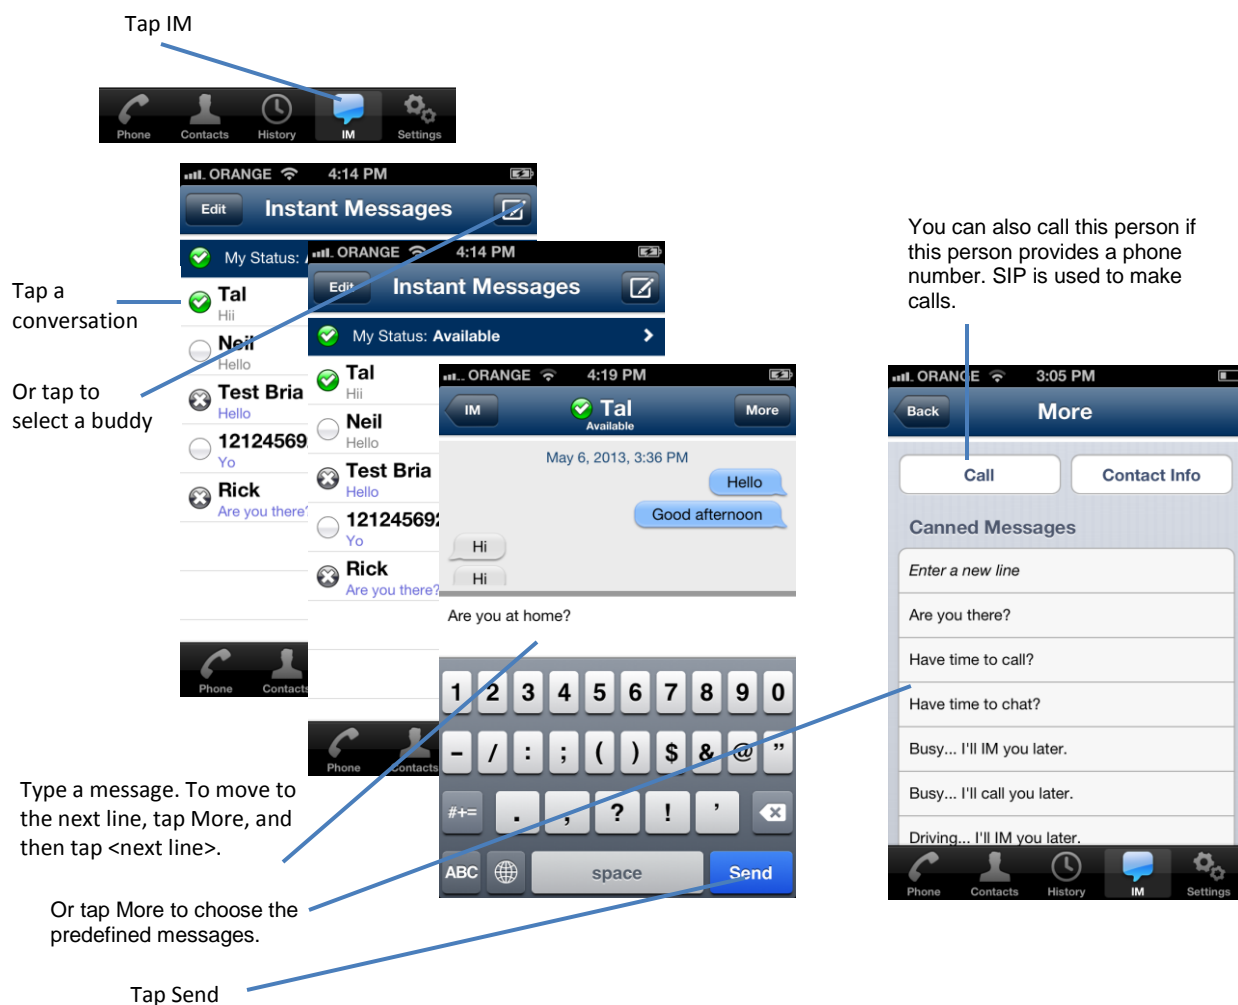 Tap IM
Phone Contacts History IM Settings
ORANGE 4:14 PM
Edit Instant Messages
My Status:
Tal
Hii
Neil
Hello
Test Bria
Hello
12124569
Yo
Rick
Are you there?
Phone Contacts
Tap a
conversation
Or tap to
select a buddy
ORANGE 4:14 PM
Edit Instant Messages
My Status: Available
Tal
Hii
Neil
Hello
Test Bria
Hello
121245692
Yo
Rick
Are you there?
Phone Contacts
ORANGE 4:19 PM
IM Tal More
Available
May 6, 2013, 3:36 PM
Hello
Good afternoon
Hi
Hi
Are you at home?
1 2 3 4 5 6 7 8 9 0
- / : ; ( ) $ & @ "
#+= . , ? ! '
ABC space Send
You can also call this person if
this person provides a phone
number. SIP is used to make
calls.
ORANGE 3:05 PM
Back More
Call Contact Info
Canned Messages
Enter a new line
Are you there?
Have time to call?
Have time to chat?
Busy... I'll IM you later.
Busy... I'll call you later.
Driving... I'll IM you later.
Phone Contacts History IM Settings
Type a message. To move to
the next line, tap More, and
then tap <next line>.
Or tap More to choose the
predefined messages.
Tap Send